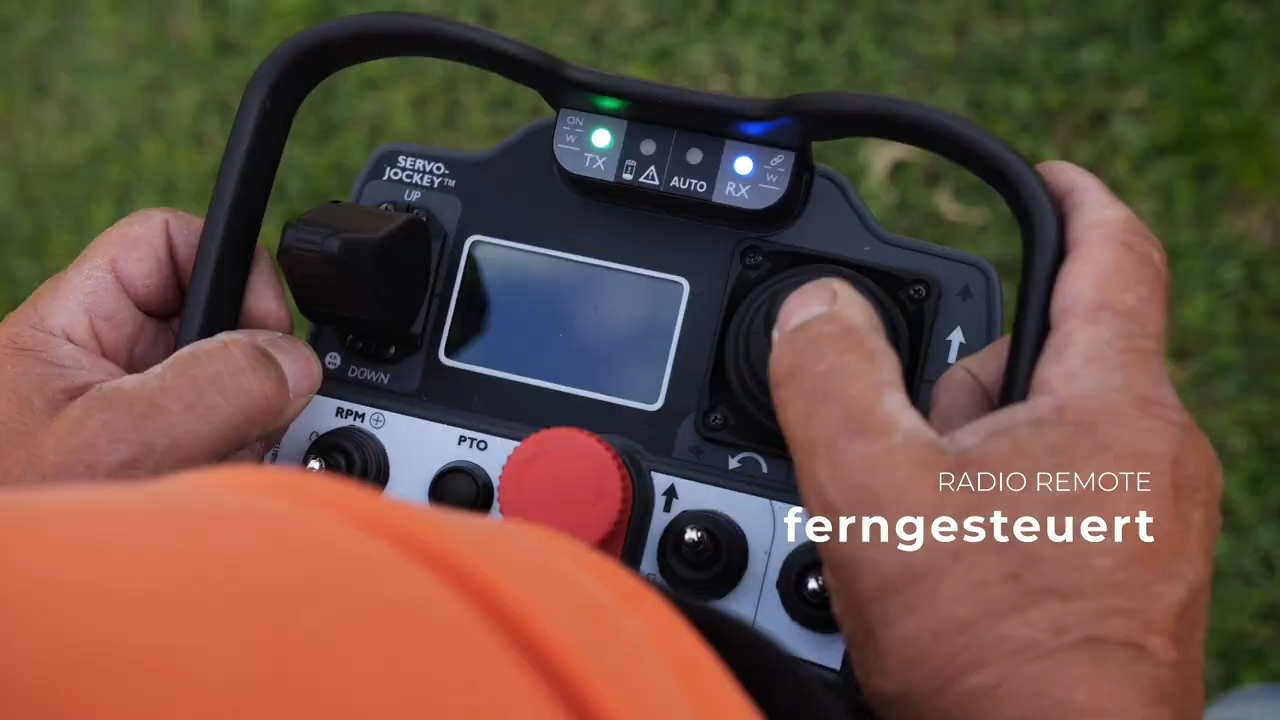 ON
W
TX
AUTO
RX
W
SERVO-
JOCKEY™
UP
DOWN
RPM
PTO
RADIO REMOTE
ferngesteuert